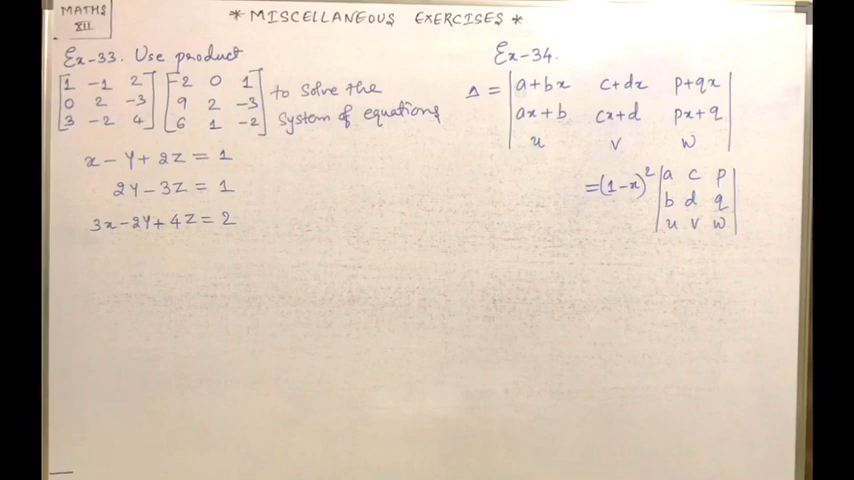 MATHS
XII
* MISCELLANEOUS EXERCISES *
Ex-33. Use product
[1 -1 2] [-2 0 1] to solve the
[0 2 -3] [9 2 -3] system of equations
[3 -2 4] [6 1 -2]
x - y + 2z = 1
2y - 3z = 1
3x - 2y + 4z = 2
Ex-34.
Δ = | a+bx c+dx p+qx |
| ax+b cx+d px+q |
| u v w |
= (1-x)² | a c p |
| b d q |
| u v w |